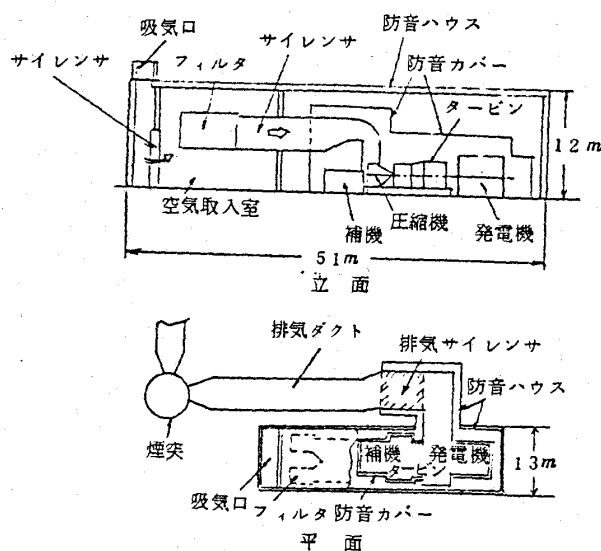 吸気口
サイレンサ
フィルタ
サイレンサ
防音ハウス
防音カバー
タービン
12m
空気取入室
補機
圧縮機
発電機
51m
立面
排気ダクト
排気サイレンサ
防音ハウス
煙突
補機
発電機
タービン
13m
吸気口
フィルタ
防音カバー
平面